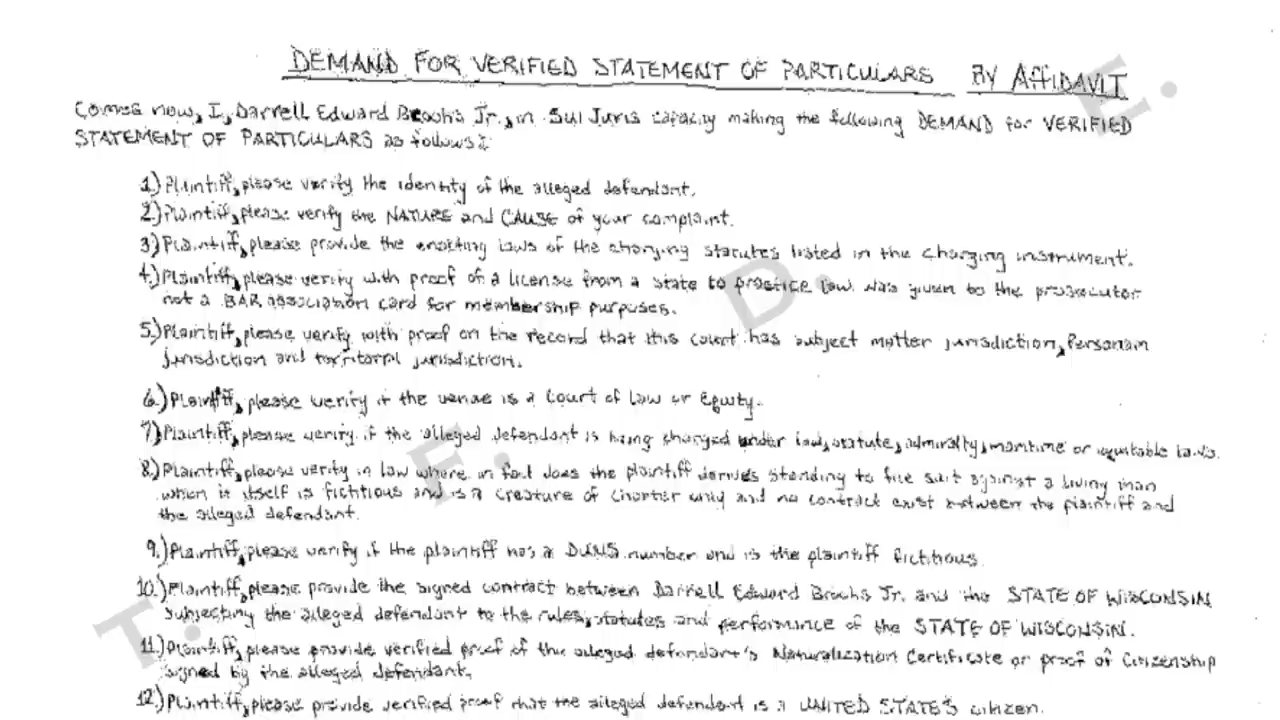 DEMAND FOR VERIFIED STATEMENT OF PARTICULARS BY AFFIDAVIT
Comes now, I, Darrell Edward Brooks Jr., in Sui Juris capacity making the following DEMAND for VERIFIED
STATEMENT OF PARTICULARS as follows:
1.) Plaintiff, please verify the identity of the alleged defendant.
2.) Plaintiff, please verify the NATURE and CAUSE of your complaint.
3.) Plaintiff, please provide the enacting laws of the charging statutes listed in the charging instrument.
4.) Plaintiff, please verify with proof of a license from a state to practice law was given to the prosecutor
not a BAR association card for membership purposes.
5.) Plaintiff, please verify with proof on the record that this court has subject matter jurisdiction, Personam
jurisdiction and territorial jurisdiction.
6.) Plaintiff, please verify if the venue is a Court of Law or Equity.
7.) Plaintiff, please verify if the alleged defendant is being charged under law, statute, admiralty, maritime or equitable laws.
8.) Plaintiff, please verify in law where in fact does the plaintiff derives standing to file suit against a living man
when it itself is fictitious and is a creature of charter only and no contract exist between the plaintiff and
the alleged defendant.
9.) Plaintiff, please verify if the plaintiff has a DUNS number and is the plaintiff fictitious.
10.) Plaintiff, please provide the signed contract between Darrell Edward Brooks Jr. and the STATE OF WISCONSIN
subjecting the alleged defendant to the rules, statutes and performance of the STATE OF WISCONSIN.
11.) Plaintiff, please provide verified proof of the alleged defendant's Naturalization Certificate or proof of Citizenship
signed by the alleged defendant.
12.) Plaintiff, please provide verified proof that the alleged defendant is a UNITED STATES citizen.
T. F. D. E.